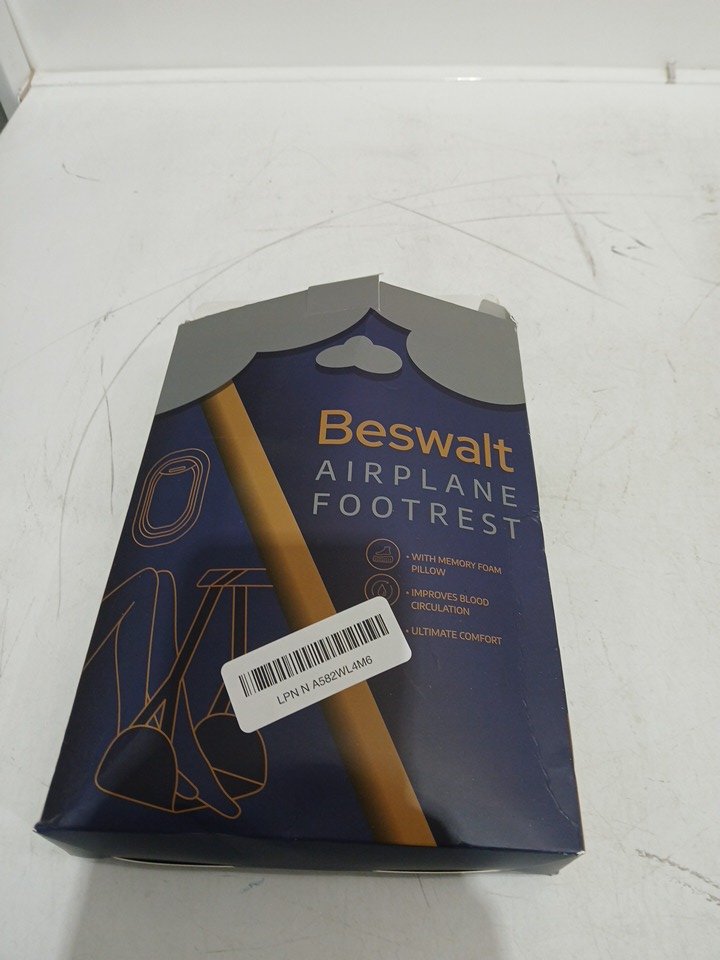 Beswalt
AIRPLANE
FOOTREST
• WITH MEMORY FOAM
PILLOW
• IMPROVES BLOOD
CIRCULATION
• ULTIMATE COMFORT
LPN N A582WL4M6